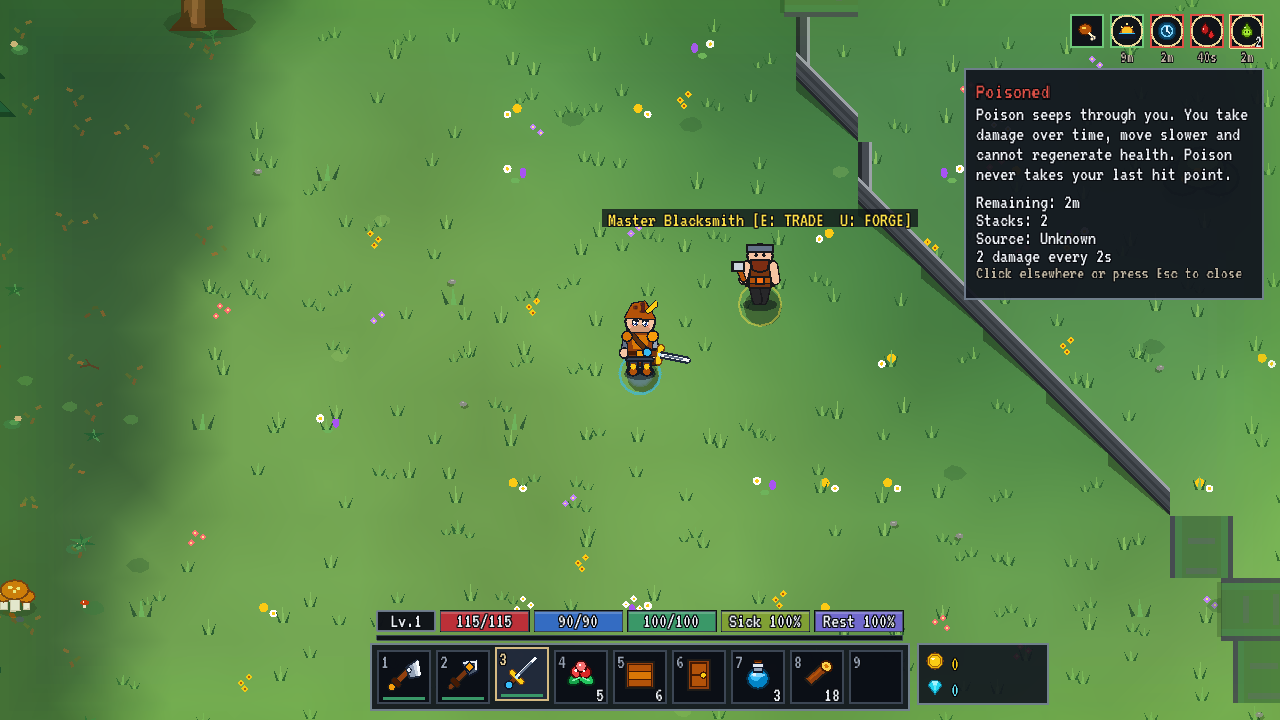 2
9m
2m
40s
2m
Poisoned
Poison seeps through you. You take
damage over time, move slower and
cannot regenerate health. Poison
never takes your last hit point.
Remaining: 2m
Stacks: 2
Source: Unknown
2 damage every 2s
Click elsewhere or press Esc to close
Master Blacksmith [E: TRADE U: FORGE]
Lv.1
115/115
90/90
100/100
Sick 100%
Rest 100%
1
2
3
4
5
5
6
6
7
3
8
18
9
0
0